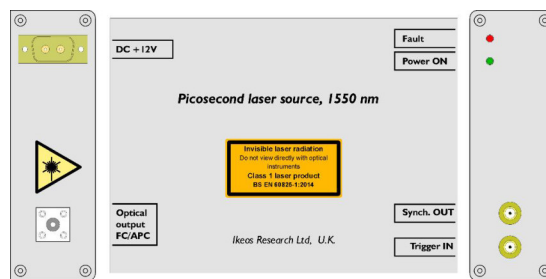 DC +12V
Fault
Power ON
Picosecond laser source, 1550 nm
Invisible laser radiation
Do not view directly with optical
instruments
Class 1 laser product
BS EN 60825-1:2014
Optical
output
FC/APC
Synch. OUT
Ikeos Research Ltd, U.K.
Trigger IN